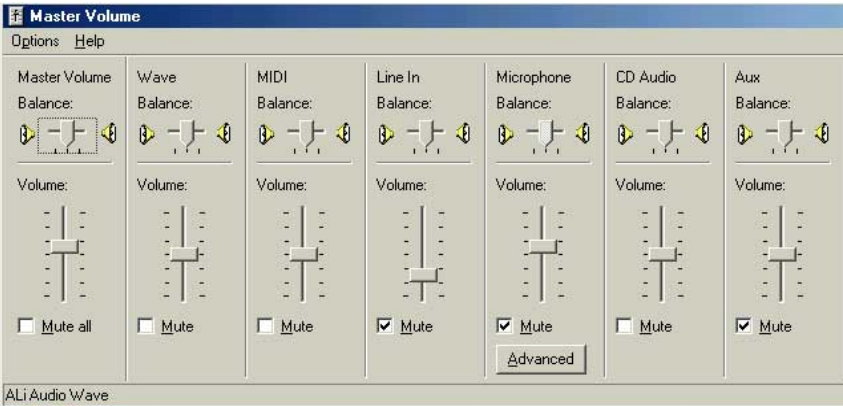 Master Volume
Options Help
Master Volume Wave MIDI Line In Microphone CD Audio Aux
Balance: Balance: Balance: Balance: Balance: Balance: Balance:
Volume: Volume: Volume: Volume: Volume: Volume: Volume:
Mute all Mute Mute Mute Mute Mute Mute
Advanced
ALi Audio Wave